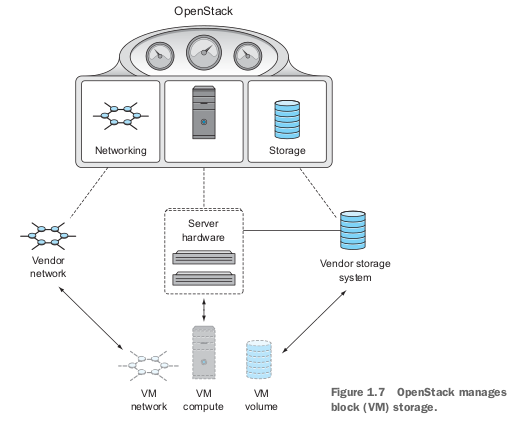 OpenStack
Networking
Storage
Server
hardware
Vendor
network
Vendor storage
system
VM
network
VM
compute
VM
volume
Figure 1.7 OpenStack manages
block (VM) storage.